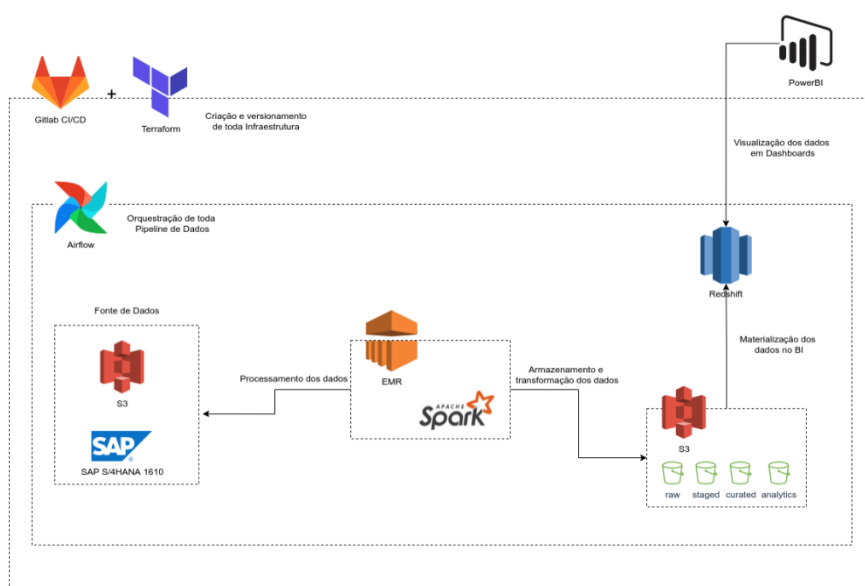 PowerBI
Gitlab CI/CD
+
Terraform
Criação e versionamento
de toda Infraestrutura
Visualização dos dados
em Dashboards
Airflow
Orquestração de toda
Pipeline de Dados
Redshift
Fonte de Dados
S3
SAP
SAP S/4HANA 1610
Processamento dos dados
EMR
APACHE
Spark
Armazenamento e
transformação dos dados
Materialização dos
dados no BI
S3
raw staged curated analytics